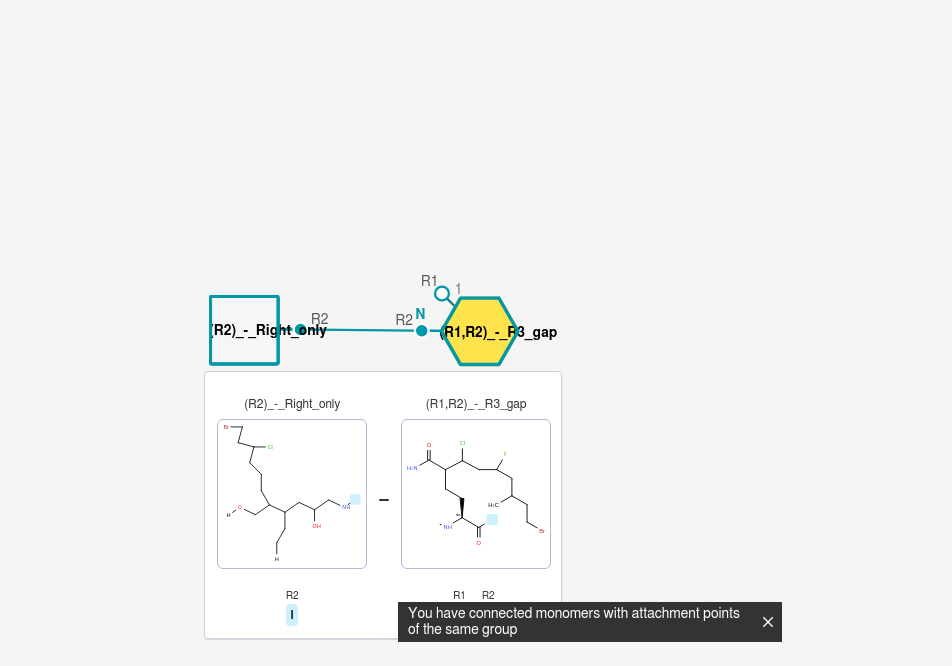 R1
1
N
R2
R2
(R2)_-_Right_only
(R1,R2)_-_R3_gap
(R2)_-_Right_only
(R1,R2)_-_R3_gap
Br
Cl
H
O
OH
NH
H
–
O
H₂N
Cl
F
H₃C
Br
NH
O
R2
R1
R2
I
You have connected monomers with attachment points
of the same group